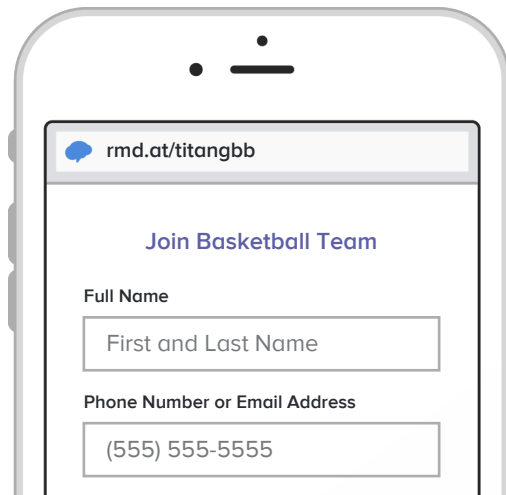 rmd.at/titangbb
Join Basketball Team
Full Name
First and Last Name
Phone Number or Email Address
(555) 555-5555